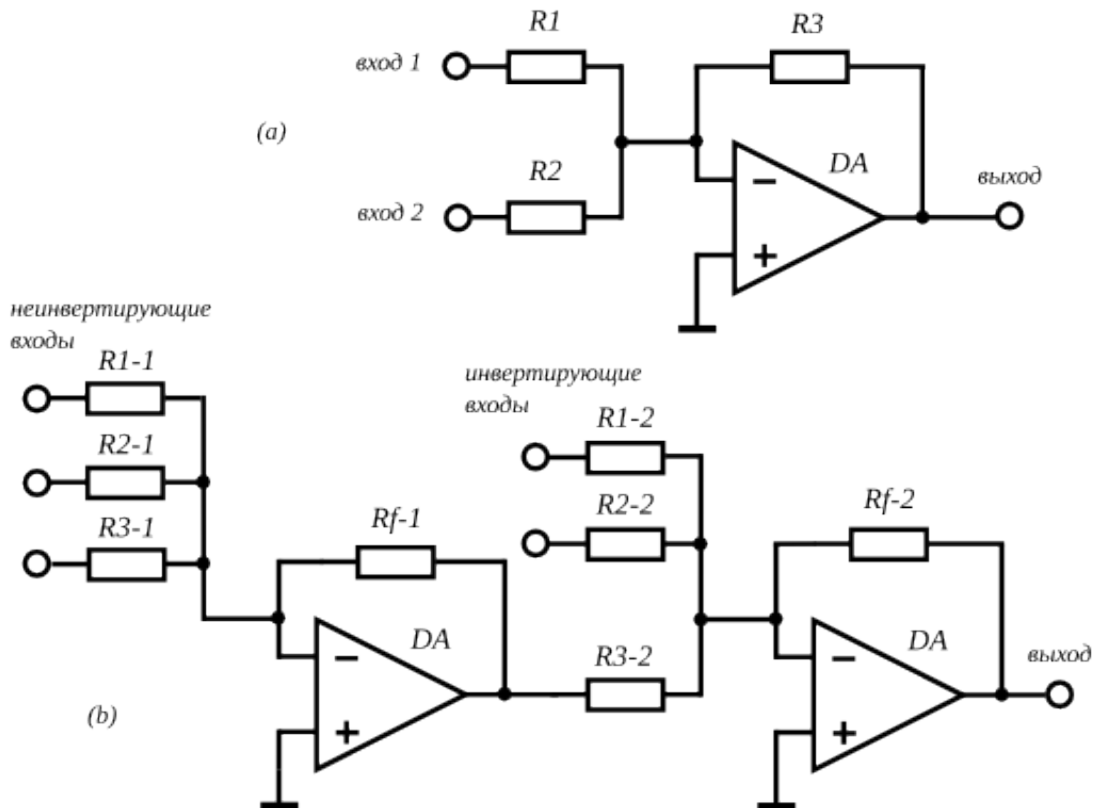 R1
R3
вход 1
(a)
R2
DA
вход 2
выход
−
+
неинвертирующие
входы
R1-1
инвертирующие
входы
R2-1
R1-2
R3-1
R2-2
Rf-1
Rf-2
DA
R3-2
DA
выход
−
−
(b)
+
+